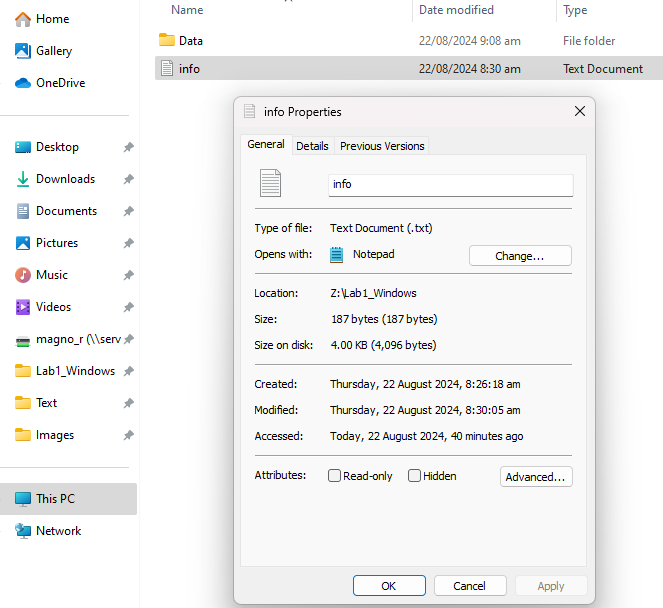 Home
Gallery
OneDrive
Desktop
Downloads
Documents
Pictures
Music
Videos
magno_r (\\serv
Lab1_Windows
Text
Images
This PC
Network
Name Date modified Type
Data 22/08/2024 9:08 am File folder
info 22/08/2024 8:30 am Text Document
info Properties
General Details Previous Versions
info
Type of file: Text Document (.txt)
Opens with: Notepad Change...
Location: Z:\Lab1_Windows
Size: 187 bytes (187 bytes)
Size on disk: 4.00 KB (4,096 bytes)
Created: Thursday, 22 August 2024, 8:26:18 am
Modified: Thursday, 22 August 2024, 8:30:05 am
Accessed: Today, 22 August 2024, 40 minutes ago
Attributes: Read-only Hidden Advanced...
OK Cancel Apply